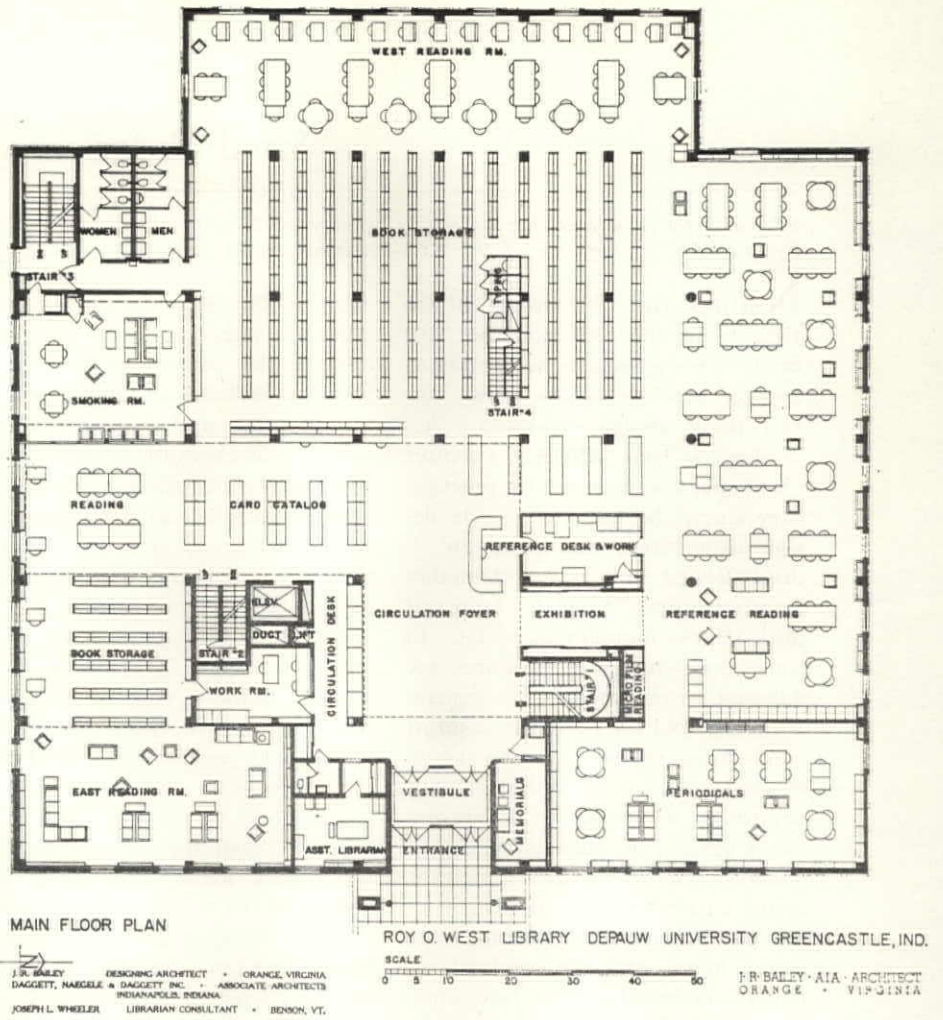 WEST READING RM.
WOMEN
MEN
BOOK STORAGE
STAIR #3
TYPING
SMOKING RM.
STAIR #4
READING
CARD CATALOG
REFERENCE DESK & WORK
ELEV.
CIRCULATION FOYER
EXHIBITION
REFERENCE READING
DUCT
LIFT
BOOK STORAGE
STAIR #2
CIRCULATION DESK
WORK RM.
STAIR
MICRO FILM
READING
EAST READING RM.
VESTIBULE
MEMORIALS
PERIODICALS
ASST. LIBRARIAN
ENTRANCE
MAIN FLOOR PLAN
ROY O. WEST LIBRARY DEPAUW UNIVERSITY GREENCASTLE, IND.
N
SCALE
0 5 10 20 30 40 50
J. R. BAILEY DESIGNING ARCHITECT • ORANGE, VIRGINIA
DAGGETT, NAEGELE & DAGGETT INC. • ASSOCIATE ARCHITECTS
INDIANAPOLIS, INDIANA
JOSEPH L. WHEELER LIBRARIAN CONSULTANT • BENSON, VT.
J·R·BAILEY·AIA·ARCHITECT
ORANGE • VIRGINIA